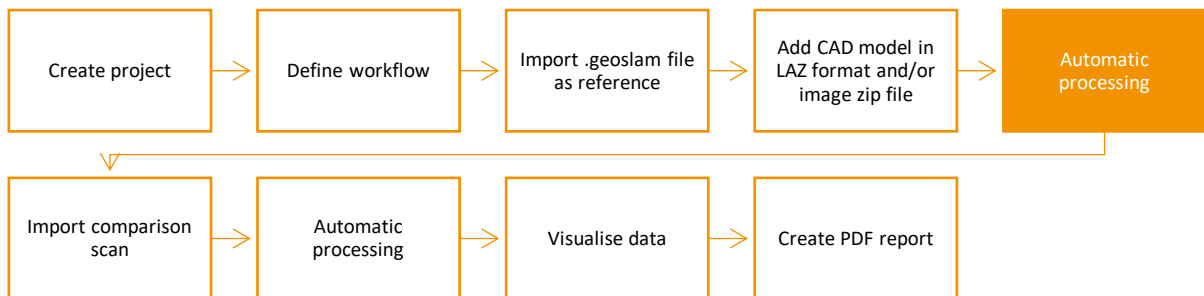 Create project
Define workflow
Import .geoslam file
as reference
Add CAD model in
LAZ format and/or
image zip file
Automatic
processing
Import comparison
scan
Automatic
processing
Visualise data
Create PDF report